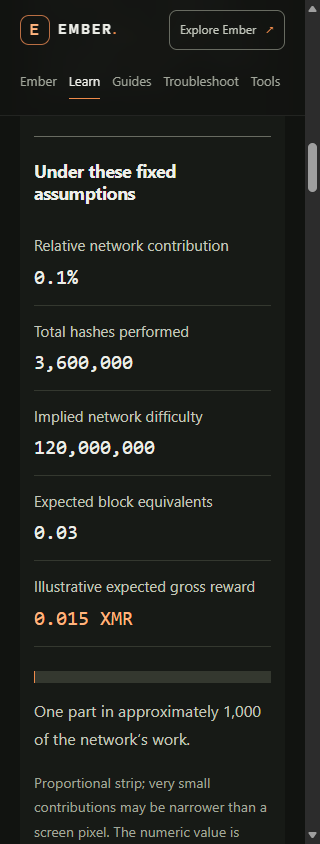 E EMBER.
Explore Ember ↗
Ember Learn Guides Troubleshoot Tools
Under these fixed
assumptions
Relative network contribution
0.1%
Total hashes performed
3,600,000
Implied network difficulty
120,000,000
Expected block equivalents
0.03
Illustrative expected gross reward
0.015 XMR
One part in approximately 1,000
of the network's work.
Proportional strip; very small
contributions may be narrower than a
screen pixel. The numeric value is